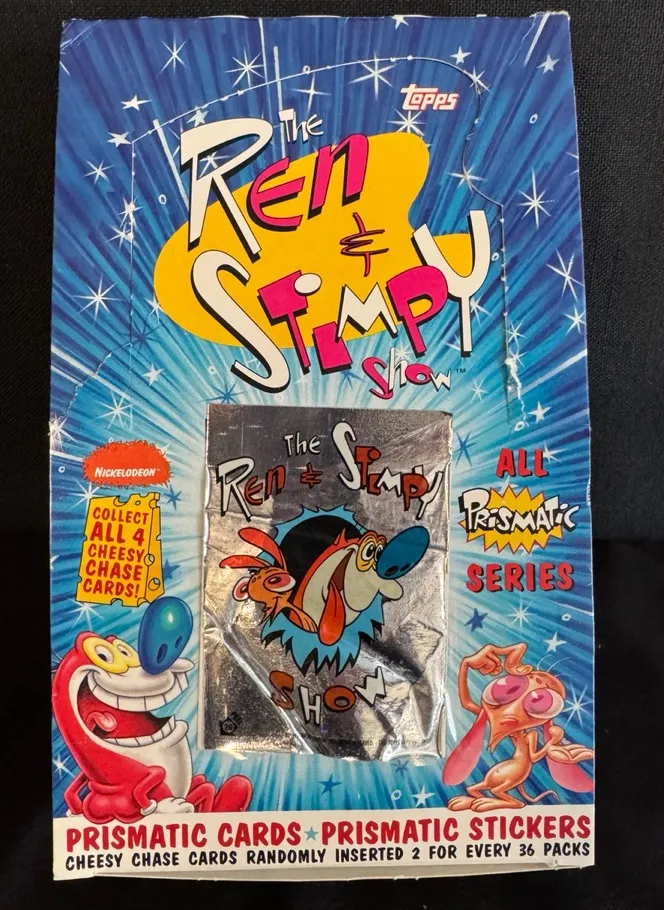 topps
The
Ren
&
Stimpy
Show™
NICKELODEON
COLLECT
ALL 4
CHEESY
CHASE
CARDS!
The
Ren & Stimpy
SHOW
ALL
PRiSMATiC
SERIES
PRISMATIC CARDS ★ PRISMATIC STICKERS
CHEESY CHASE CARDS RANDOMLY INSERTED 2 FOR EVERY 36 PACKS